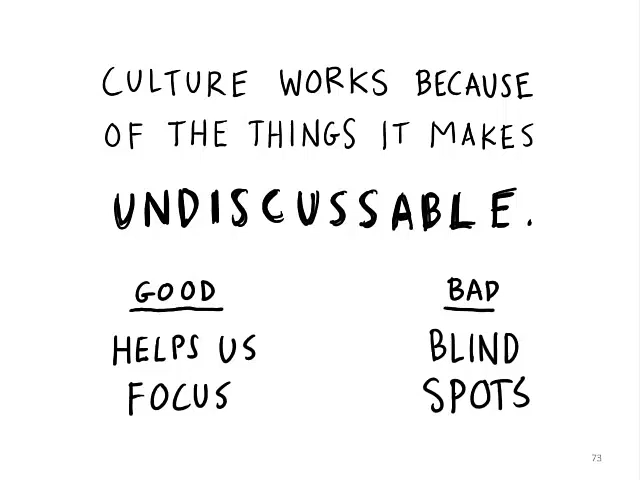 CULTURE WORKS BECAUSE
OF THE THINGS IT MAKES
UNDISCUSSABLE.
GOOD
BAD
HELPS US
FOCUS
BLIND
SPOTS
73